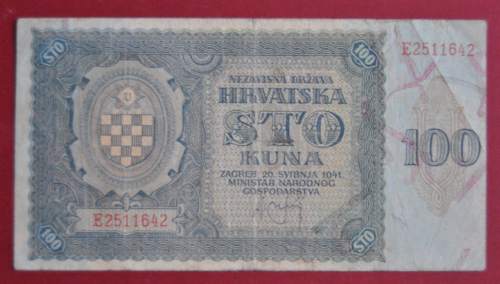 STO
100
E2511642
NEZAVISNA DRŽAVA
HRVATSKA
STO
KUNA
ZAGREB 26. SVIBNJA 1941.
MINISTAR NARODNOG
GOSPODARSTVA
100
U
E2511642
100
STO